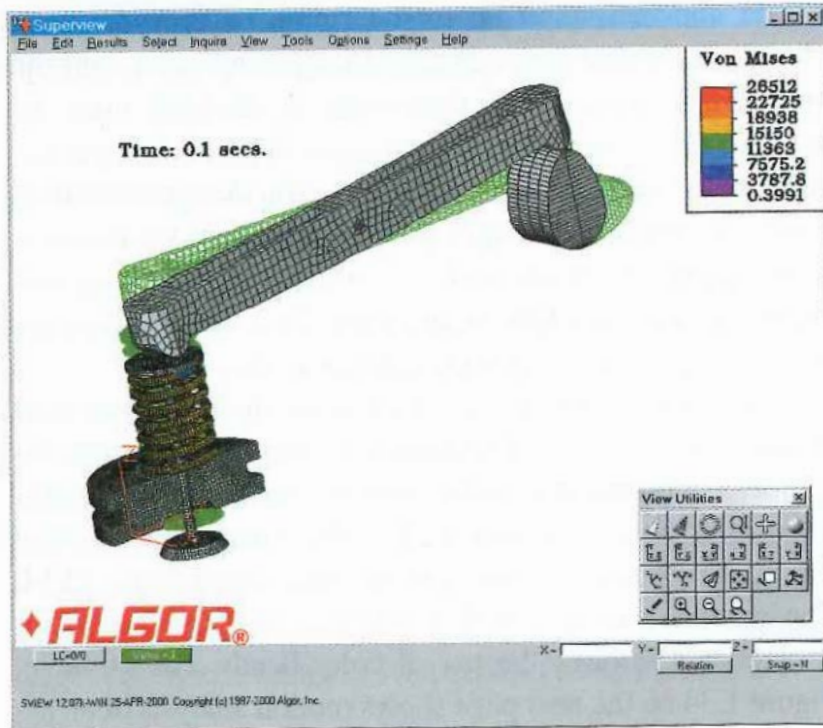 Superview
File Edit Results Select Inquire View Tools Options Settings Help
Von Mises
26512
22725
18938
15150
11363
7575.2
3787.8
0.3991
Time: 0.1 secs.
View Utilities
ALGOR®
LC=0/0
X-
Y-
Z-
Relation
Snap=N
SVIEW 12.07k-WIN 25-APR-2000 Copyright (c) 1997-2000 Algor, Inc.